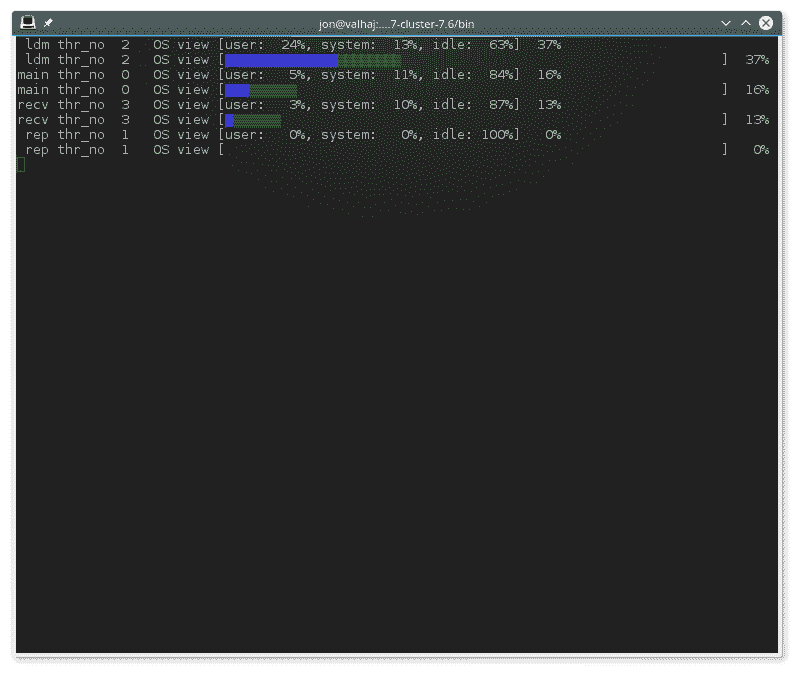 jon@valhaj:....7-cluster-7.6/bin
ldm thr_no  2   OS view [user:  24%, system:  13%, idle:  63%]  37%
ldm thr_no  2   OS view [ ]  37%
main thr_no  0   OS view [user:   5%, system:  11%, idle:  84%]  16%
main thr_no  0   OS view [ ]  16%
recv thr_no  3   OS view [user:   3%, system:  10%, idle:  87%]  13%
recv thr_no  3   OS view [ ]  13%
rep thr_no  1   OS view [user:   0%, system:   0%, idle: 100%]   0%
rep thr_no  1   OS view [ ]   0%